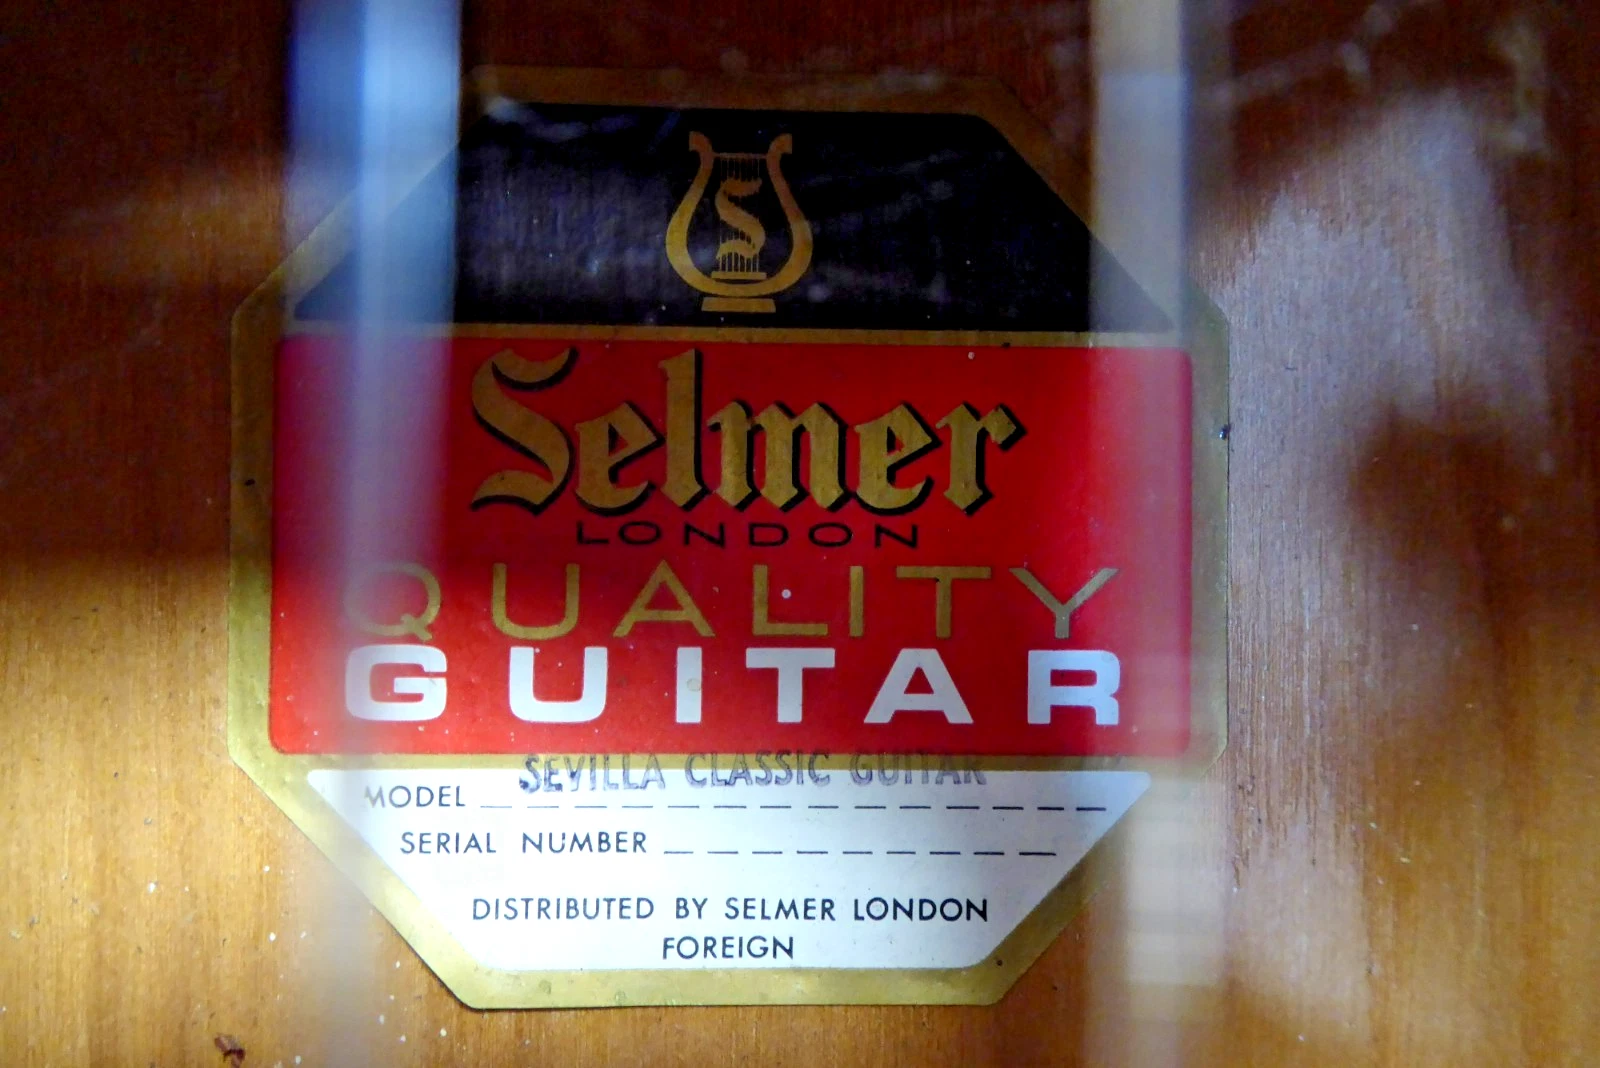 S
Selmer
LONDON
QUALITY
GUITAR
SEVILLA CLASSIC GUITAR
MODEL
SERIAL NUMBER
DISTRIBUTED BY SELMER LONDON
FOREIGN